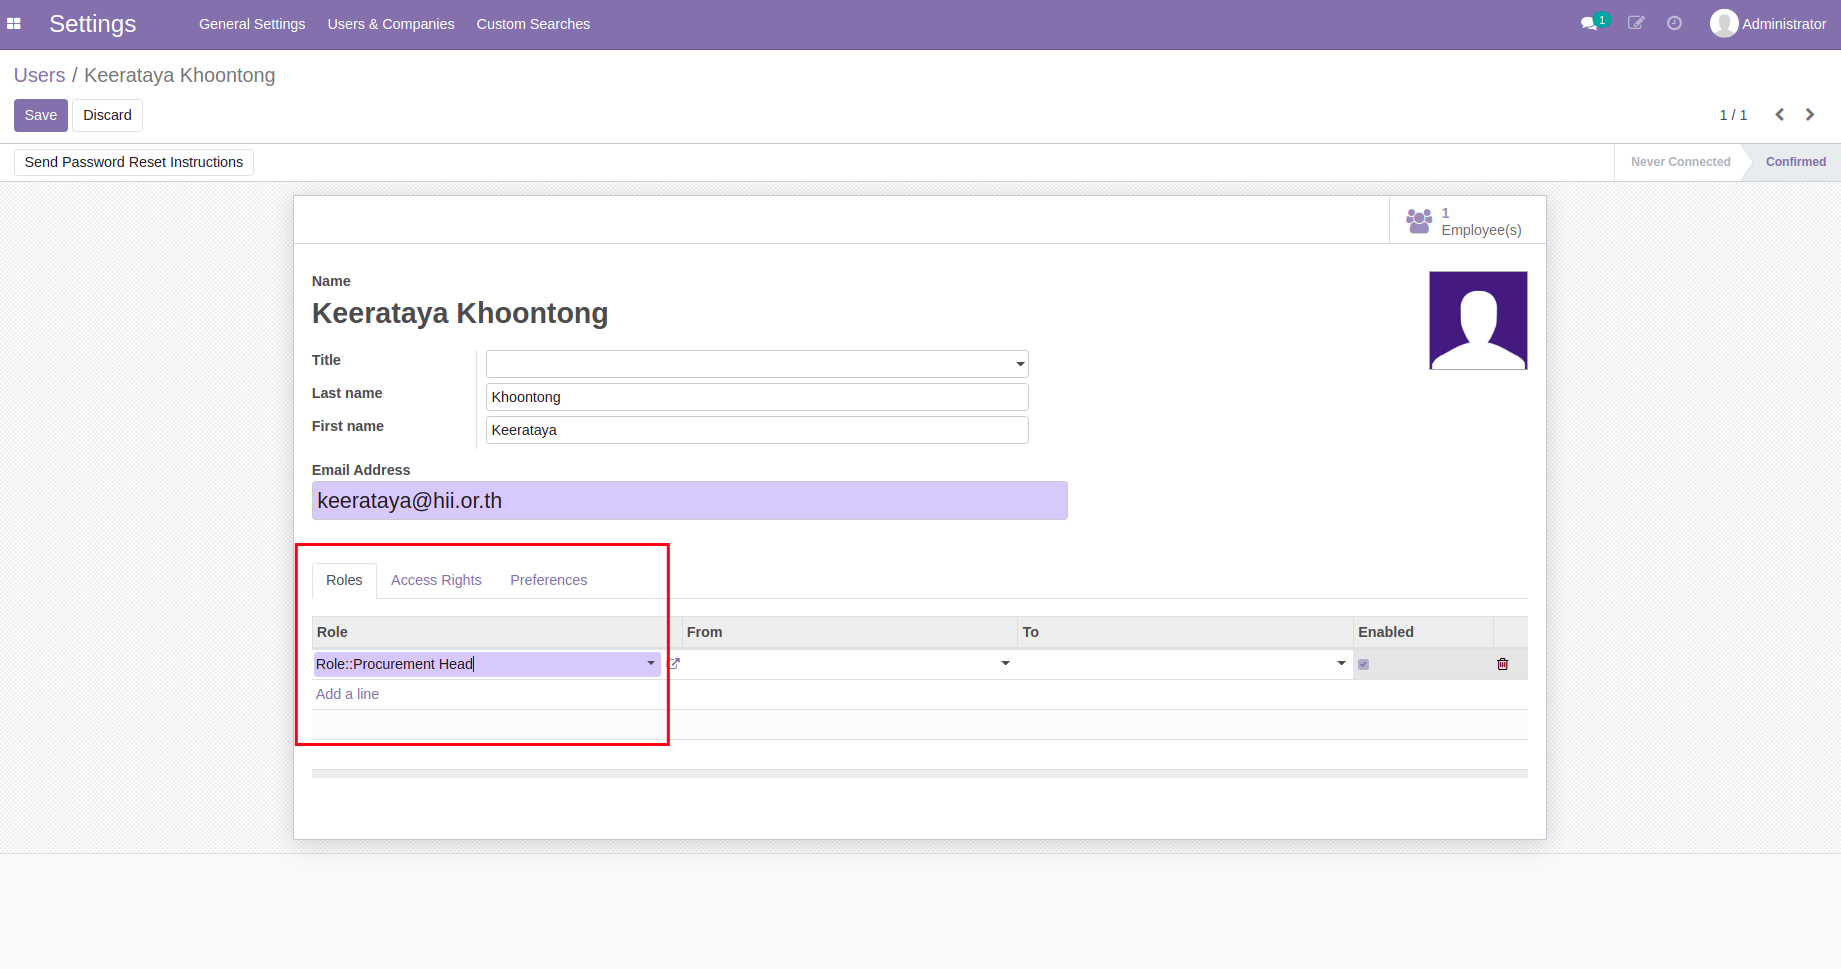 Settings General Settings Users & Companies Custom Searches 1 Administrator
Users / Keerataya Khoontong
Save Discard 1 / 1
Send Password Reset Instructions Never Connected Confirmed
1
Employee(s)
Name
Keerataya Khoontong
Title
Last name Khoontong
First name Keerataya
Email Address
keerataya@hii.or.th
Roles Access Rights Preferences
Role From To Enabled
Role::Procurement Head
Add a line